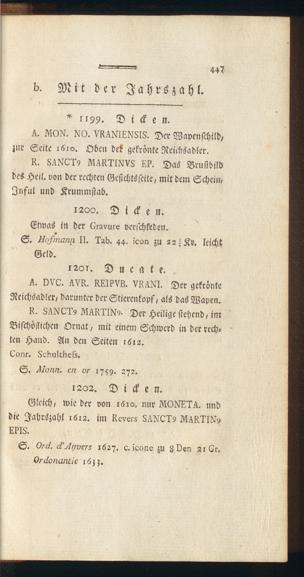 447
b. Mit der Jahrszahl.
* 1199. Dicken.
A. MON. NO. VRANIENSIS. Der Wapenschild,
zur Seite 1610. Oben der gekrönte Reichsadler.
R. SANCT9 MARTINVS EP. Das Brustbild
des Heil. von der rechten Gesichtsseite, mit dem Schein,
Inful und Krummstab.
1200. Dicken.
Etwas in der Gravure verschieden.
S. Hofmann II. Tab. 44. icon zu 22½ Kr. leicht
Geld.
1201. Ducate.
A. DVC. AVR. REIPVB. VRANI. Der gekrönte
Reichsadler, darunter der Stierenkopf, als das Wapen.
R. SANCT9 MARTIN9. Der Heilige stehend, im
Bischöflichen Ornat, mit einem Schwerd in der rech-
ten Hand. An den Seiten 1612.
Conr. Schulthess.
S. Monn. en or 1759. 272.
1202. Dicken.
Gleich, wie der von 1610. nur MONETA. und
die Jahrszahl 1612. im Revers SANCT9 MARTIN9
EPIS.
S. Ord. d'Anvers 1627. c. icone zu 8 Den 21 Gr.
Ordonantie 1633.